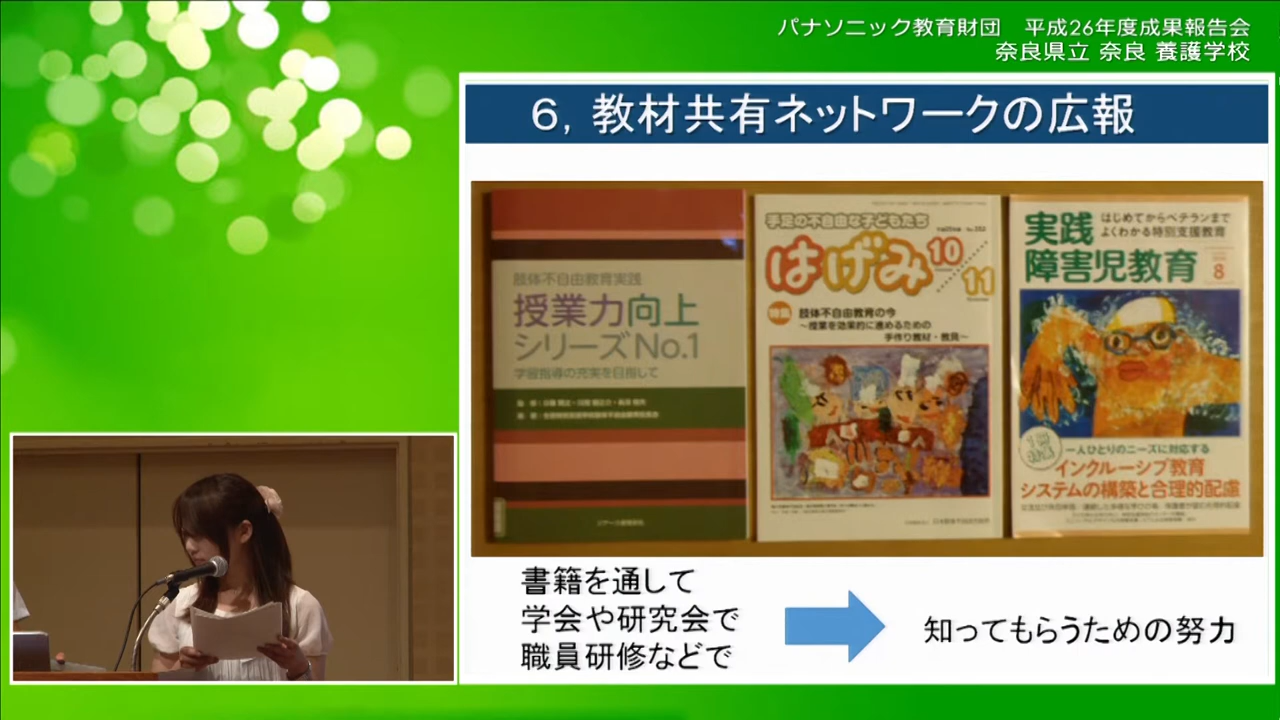 パナソニック教育財団　平成26年度成果報告会
奈良県立 奈良 養護学校
６，教材共有ネットワークの広報
肢体不自由教育実践
授業力向上
シリーズNo.1
学習指導の充実を目指して
手足の不自由な子どもたち
はげみ
10
11
特集
肢体不自由教育の今
～授業を効果的に進めるための
手作り教材・教具～
はじめてからベテランまで
よくわかる特別支援教育
実践
障害児教育
8
一人ひとりのニーズに対応する
インクルーシブ教育
システムの構築と合理的配慮
書籍を通して
学会や研究会で
職員研修などで
知ってもらうための努力